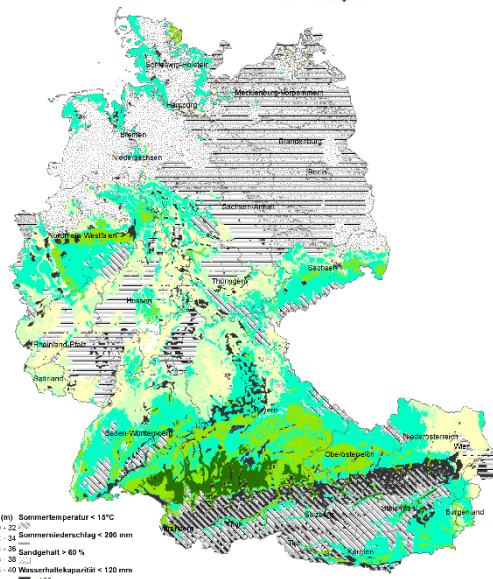 Schleswig-Holstein
Mecklenburg-Vorpommern
Hamburg
Bremen
Brandenburg
Niedersachsen
Berlin
Sachsen-Anhalt
Nordrhein-Westfalen
Sachsen
Thüringen
Hessen
Rheinland-Pfalz
Saarland
Bayern
Baden-Württemberg
Niederösterreich
Wien
Oberösterreich
Burgenland
Salzburg
Steiermark
Vorarlberg
Tirol
Kärnten
(m) Sommertemperatur < 15°C
- 32
Sommerniederschlag < 200 mm
- 34
- 36
Sandgehalt > 60 %
38
- 40 Wasserhaltekapazität < 120 mm